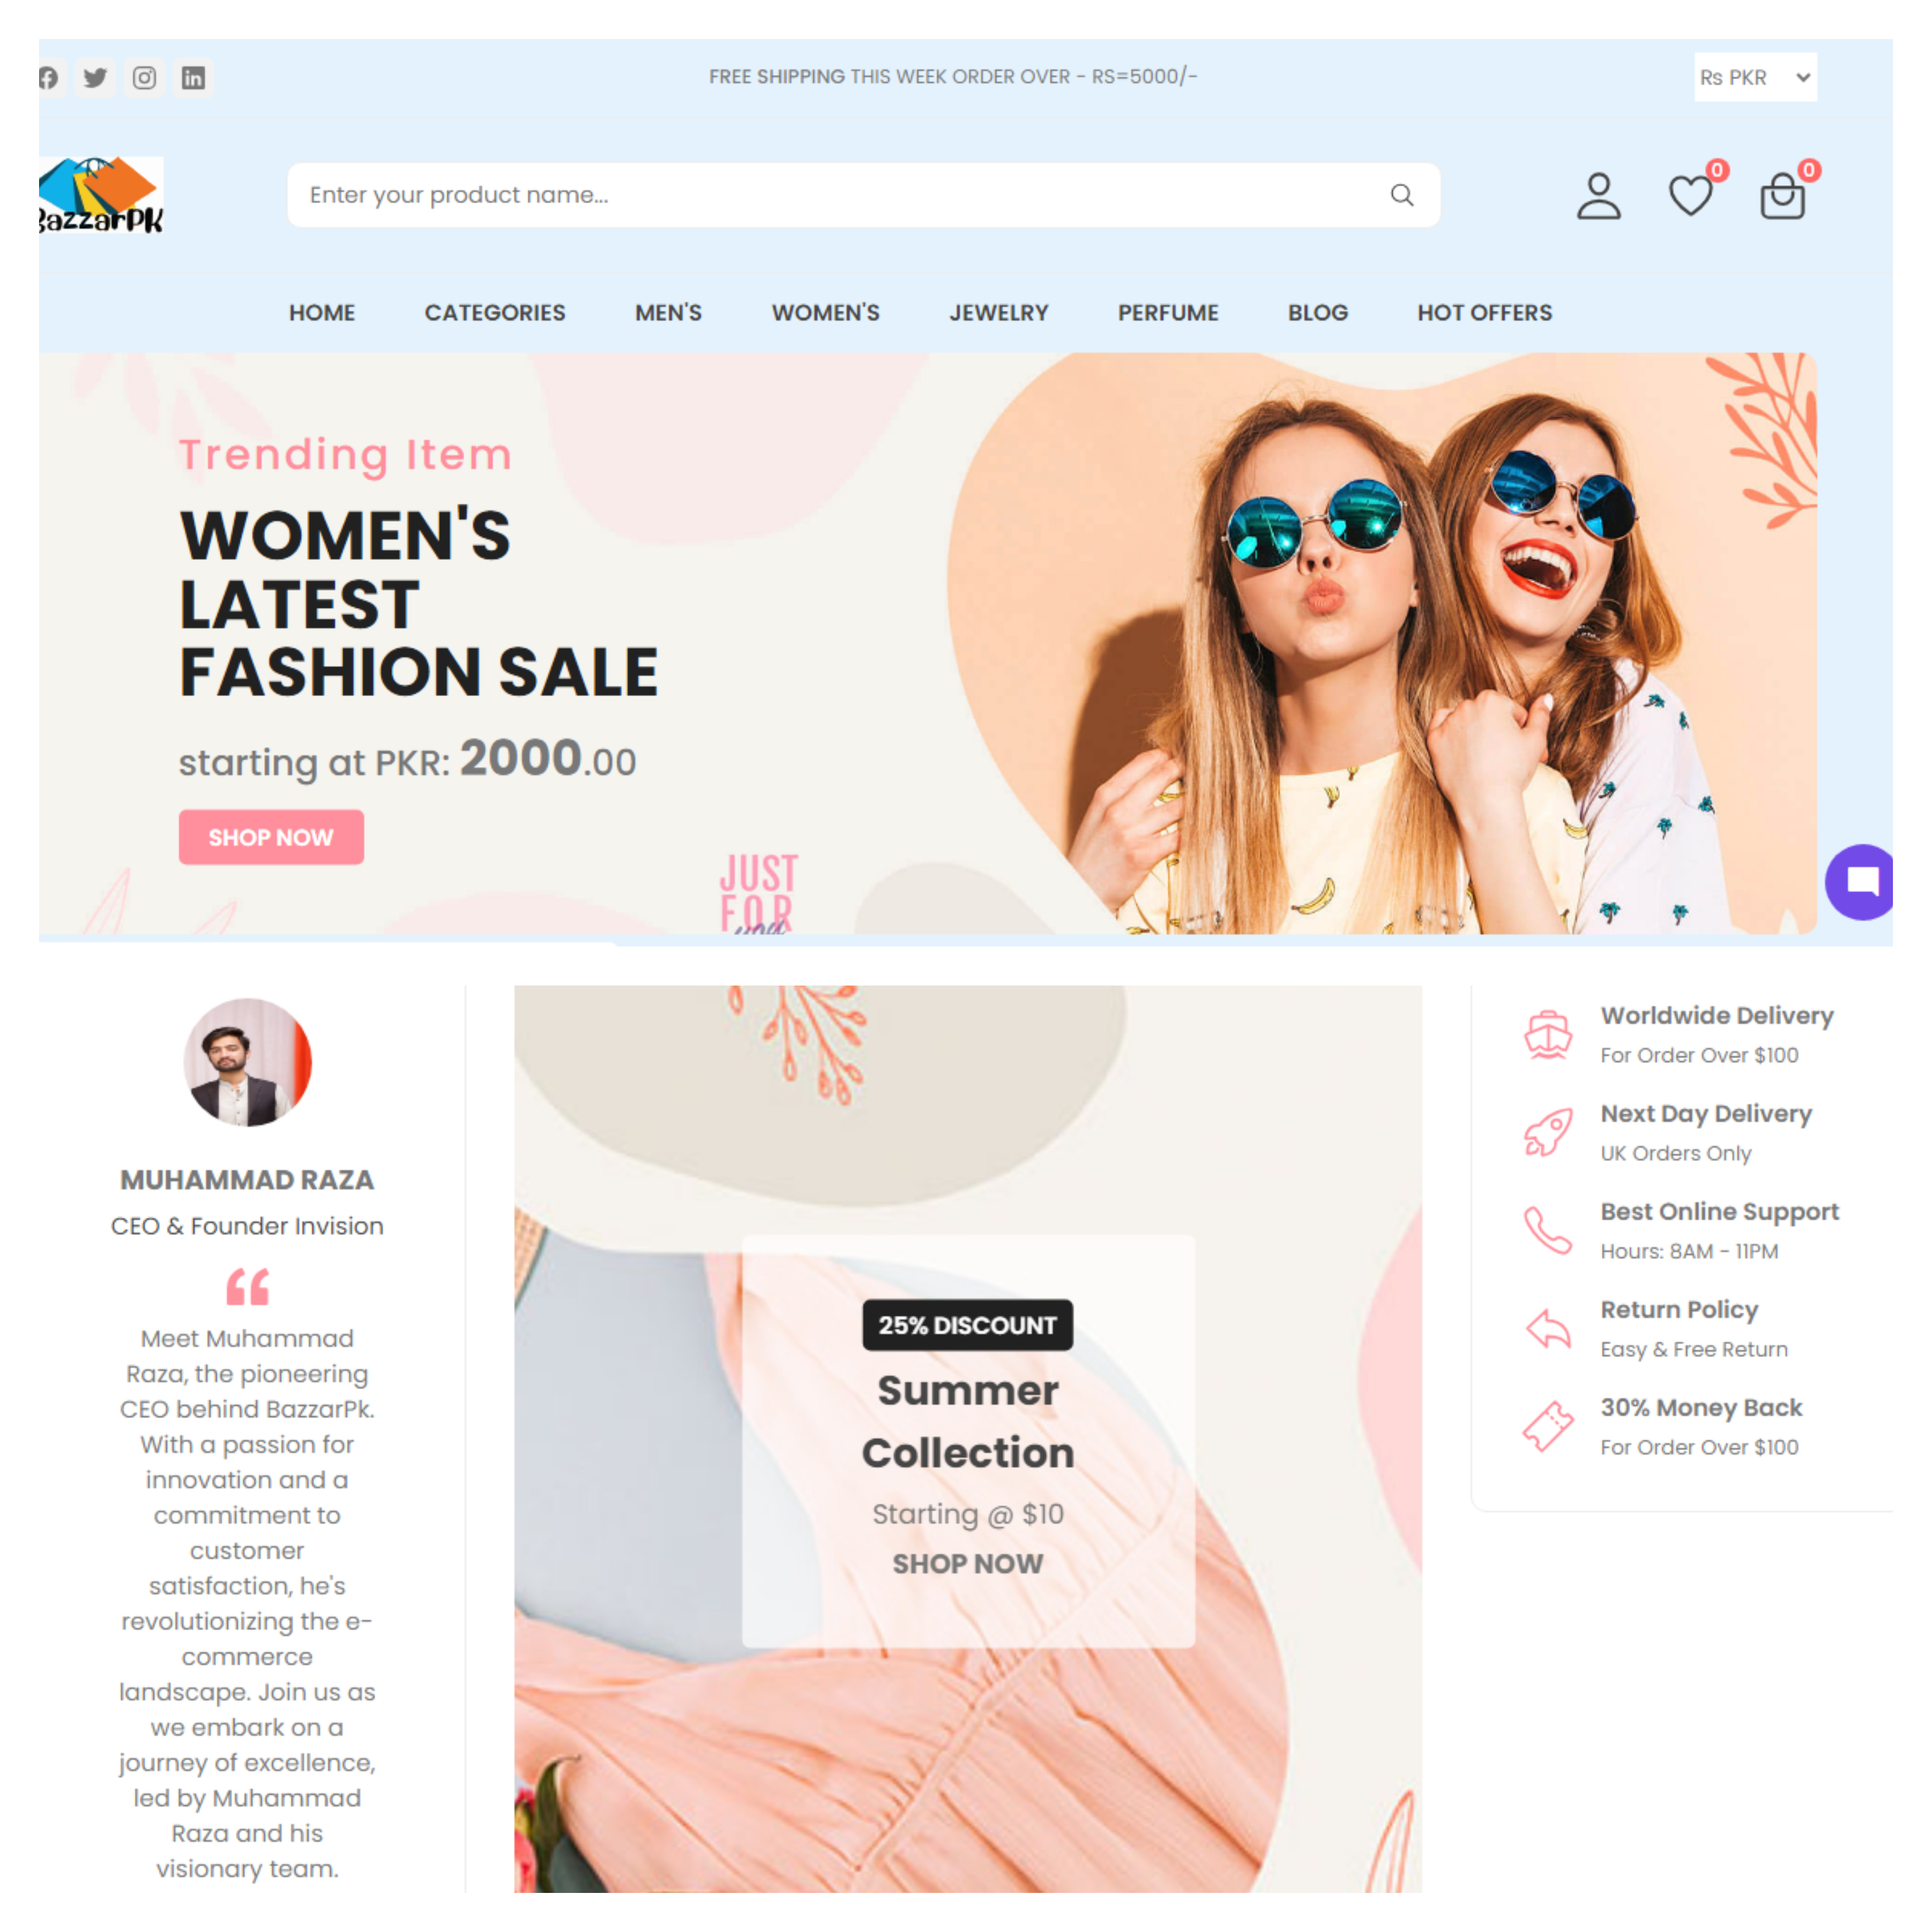 FREE SHIPPING THIS WEEK ORDER OVER - RS=5000/-
Rs PKR
BazzarPK
Enter your product name...
0
0
HOME CATEGORIES MEN'S WOMEN'S JEWELRY PERFUME BLOG HOT OFFERS
Trending Item
WOMEN'S
LATEST
FASHION SALE
starting at PKR: 2000.00
SHOP NOW
JUST
FOR
you
MUHAMMAD RAZA
CEO & Founder Invision
Meet Muhammad
Raza, the pioneering
CEO behind BazzarPk.
With a passion for
innovation and a
commitment to
customer
satisfaction, he's
revolutionizing the e-
commerce
landscape. Join us as
we embark on a
journey of excellence,
led by Muhammad
Raza and his
visionary team.
25% DISCOUNT
Summer
Collection
Starting @ $10
SHOP NOW
Worldwide Delivery
For Order Over $100
Next Day Delivery
UK Orders Only
Best Online Support
Hours: 8AM - 11PM
Return Policy
Easy & Free Return
30% Money Back
For Order Over $100